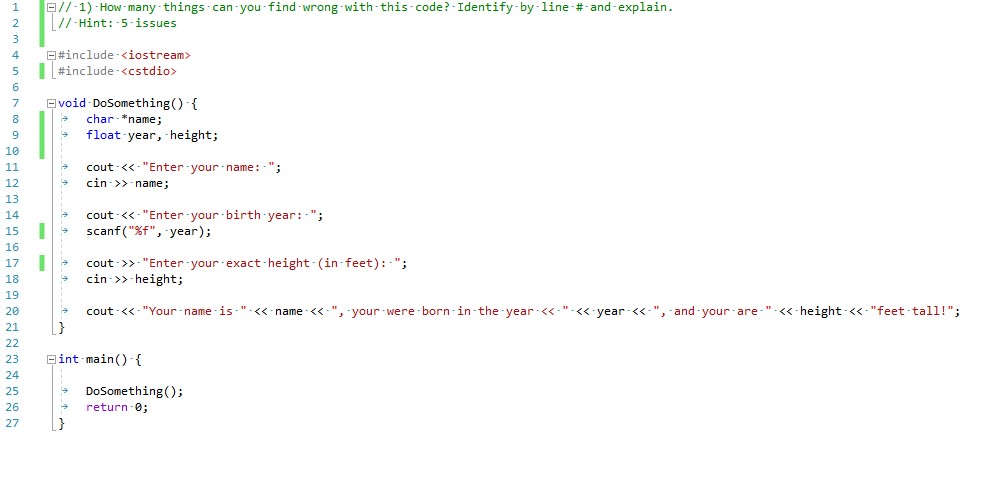 1 // 1) How many things can you find wrong with this code? Identify by line # and explain.
2 // Hint: 5 issues
3
4 #include <iostream>
5 #include <cstdio>
6
7 void DoSomething() {
8 char *name;
9 float year, height;
10
11 cout << "Enter your name: ";
12 cin >> name;
13
14 cout << "Enter your birth year: ";
15 scanf("%f", year);
16
17 cout >> "Enter your exact height (in feet): ";
18 cin >> height;
19
20 cout << "Your name is " << name << ", your were born in the year << " << year << ", and your are " << height << "feet tall!";
21 }
22
23 int main() {
24
25 DoSomething();
26 return 0;
27 }